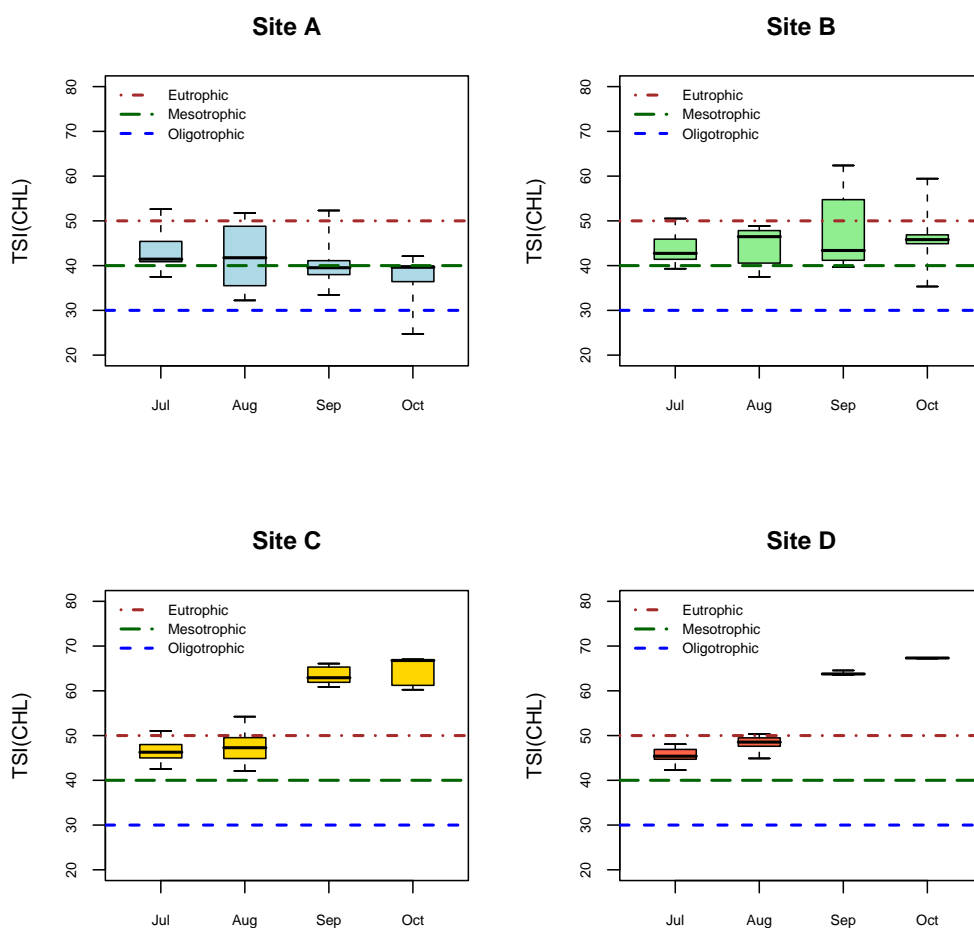 Site A
TSI(CHL)
80
70
60
50
40
30
20
Eutrophic
Mesotrophic
Oligotrophic
Jul Aug Sep Oct
Site B
TSI(CHL)
80
70
60
50
40
30
20
Eutrophic
Mesotrophic
Oligotrophic
Jul Aug Sep Oct
Site C
TSI(CHL)
80
70
60
50
40
30
20
Eutrophic
Mesotrophic
Oligotrophic
Jul Aug Sep Oct
Site D
TSI(CHL)
80
70
60
50
40
30
20
Eutrophic
Mesotrophic
Oligotrophic
Jul Aug Sep Oct